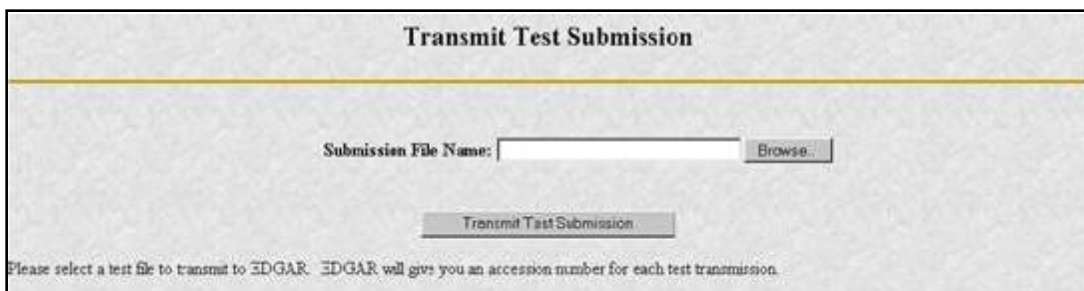 Transmit Test Submission
Submission File Name: Browse..
Transmit Test Submission
Please select a test file to transmit to EDGAR. EDGAR will give you an accession number for each test transmission.